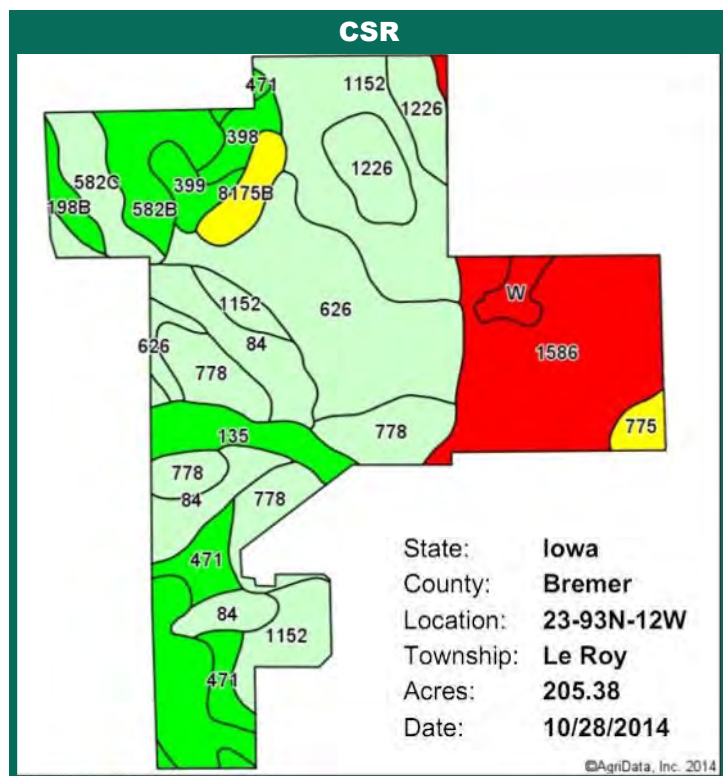 CSR
471
1152
1226
398
1226
582C
399
8175B
198B
582B
W
1152
626
626
84
1586
778
775
135
778
778
84
778
471
84
1152
471
State: Iowa
County: Bremer
Location: 23-93N-12W
Township: Le Roy
Acres: 205.38
Date: 10/28/2014
©AgriData, Inc. 2014